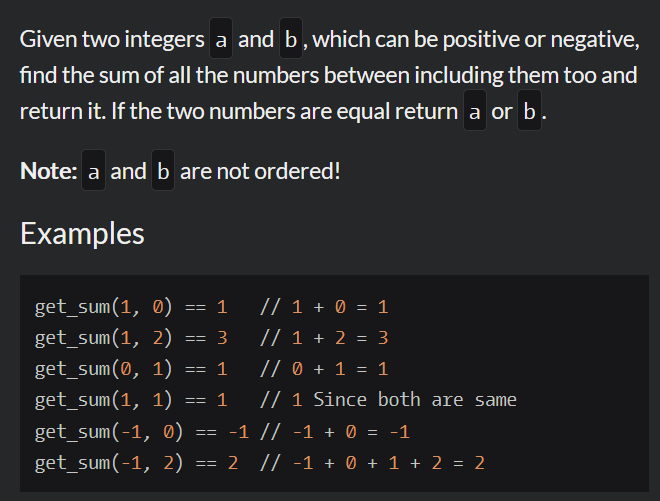 Given two integers a and b, which can be positive or negative,
find the sum of all the numbers between including them too and
return it. If the two numbers are equal return a or b.
Note: a and b are not ordered!
Examples
get_sum(1, 0) == 1   // 1 + 0 = 1
get_sum(1, 2) == 3   // 1 + 2 = 3
get_sum(0, 1) == 1   // 0 + 1 = 1
get_sum(1, 1) == 1   // 1 Since both are same
get_sum(-1, 0) == -1 // -1 + 0 = -1
get_sum(-1, 2) == 2  // -1 + 0 + 1 + 2 = 2